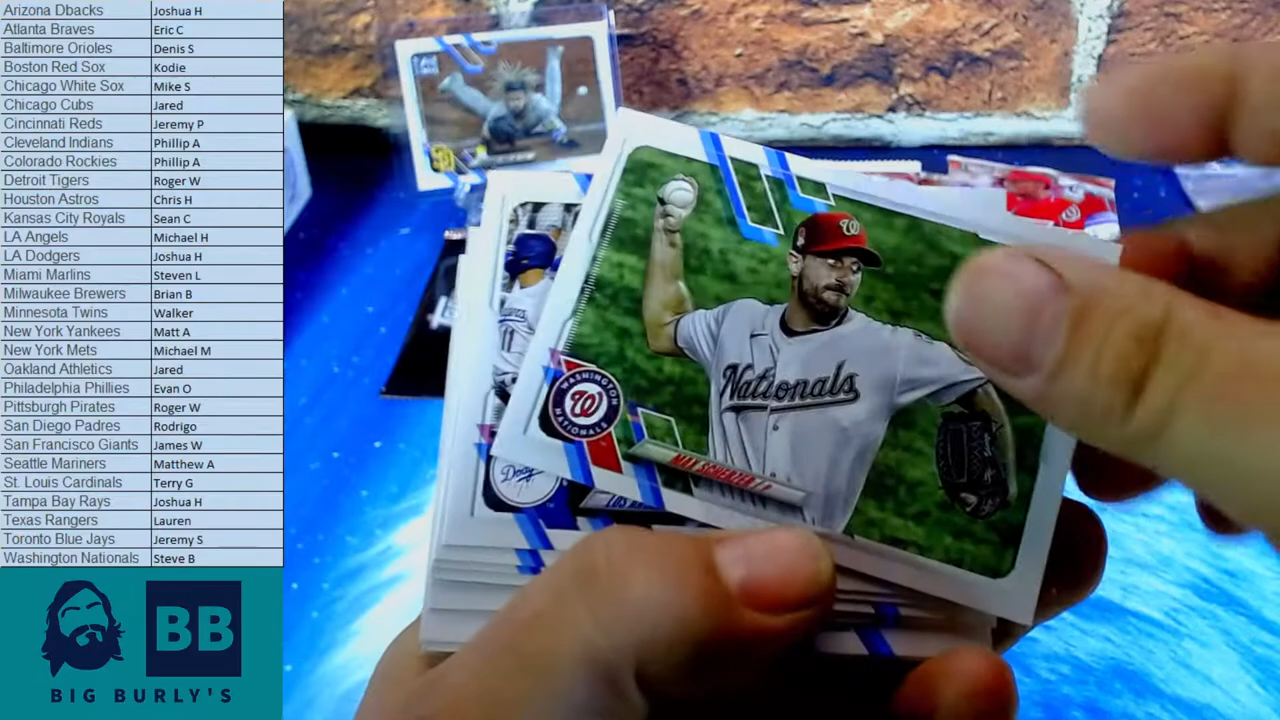 Arizona Dbacks Joshua H
Atlanta Braves Eric C
Baltimore Orioles Denis S
Boston Red Sox Kodie
Chicago White Sox Mike S
Chicago Cubs Jared
Cincinnati Reds Jeremy P
Cleveland Indians Phillip A
Colorado Rockies Phillip A
Detroit Tigers Roger W
Houston Astros Chris H
Kansas City Royals Sean C
LA Angels Michael H
LA Dodgers Joshua H
Miami Marlins Steven L
Milwaukee Brewers Brian B
Minnesota Twins Walker
New York Yankees Matt A
New York Mets Michael M
Oakland Athletics Jared
Philadelphia Phillies Evan O
Pittsburgh Pirates Roger W
San Diego Padres Rodrigo
San Francisco Giants James W
Seattle Mariners Matthew A
St. Louis Cardinals Terry G
Tampa Bay Rays Joshua H
Texas Rangers Lauren
Toronto Blue Jays Jeremy S
Washington Nationals Steve B
BB
BIG BURLY'S
W
Nationals
WASHINGTON
W
NATIONALS
MAX SCHERZER